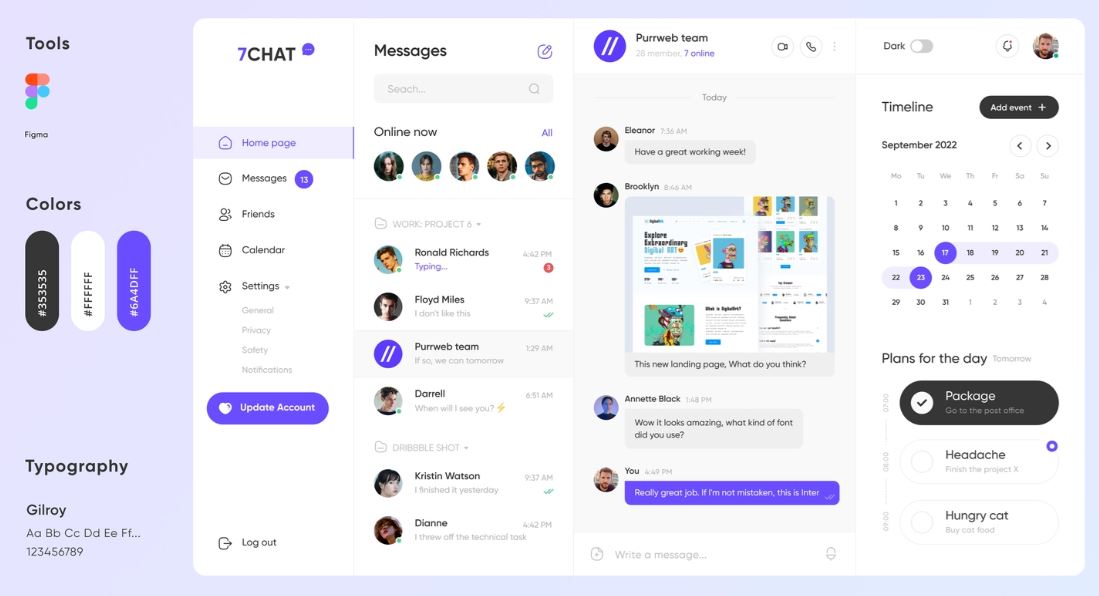 Tools
Figma
Colors
#353535
#FFFFFF
#6A4DFF
Typography
Gilroy
Aa Bb Cc Dd Ee Ff...
123456789
7CHAT
Home page
Messages 13
Friends
Calendar
Settings
General
Privacy
Safety
Notifications
Update Account
Log out
Messages
Seach...
Online now All
WORK: PROJECT 6
Ronald Richards 4:42 PM
Typing... 3
Floyd Miles 9:37 AM
I don't like this
Purrweb team 1:29 AM
If so, we can tomorrow
Darrell 6:51 AM
When will I see you?⚡
DRIBBBLE SHOT
Kristin Watson 9:37 AM
I finished it yesterday
Dianne 4:42 PM
I threw off the technical task
Purrweb team
28 member, 7 online
Today
Eleanor 7:36 AM
Have a great working week!
Brooklyn 8:46 AM
Explore
Extraordinary
Digital ART
What is
This new landing page, What do you think?
Annette Black 1:48 PM
Wow it looks amazing, what kind of font
did you use?
You 4:49 PM
Really great job. If I'm not mistaken, this is Inter
Write a message...
Dark
Timeline Add event +
September 2022
Mo Tu We Th Fr Sa Su
1 2 3 4 5 6 7
8 9 10 11 12 13 14
15 16 17 18 19 20 21
22 23 24 25 26 27 28
29 30 31 1 2 3 4
Plans for the day Tomorrow
07:00
Package
Go to the post office
08:00
Headache
Finish the project X
09:00
Hungry cat
Buy cat food